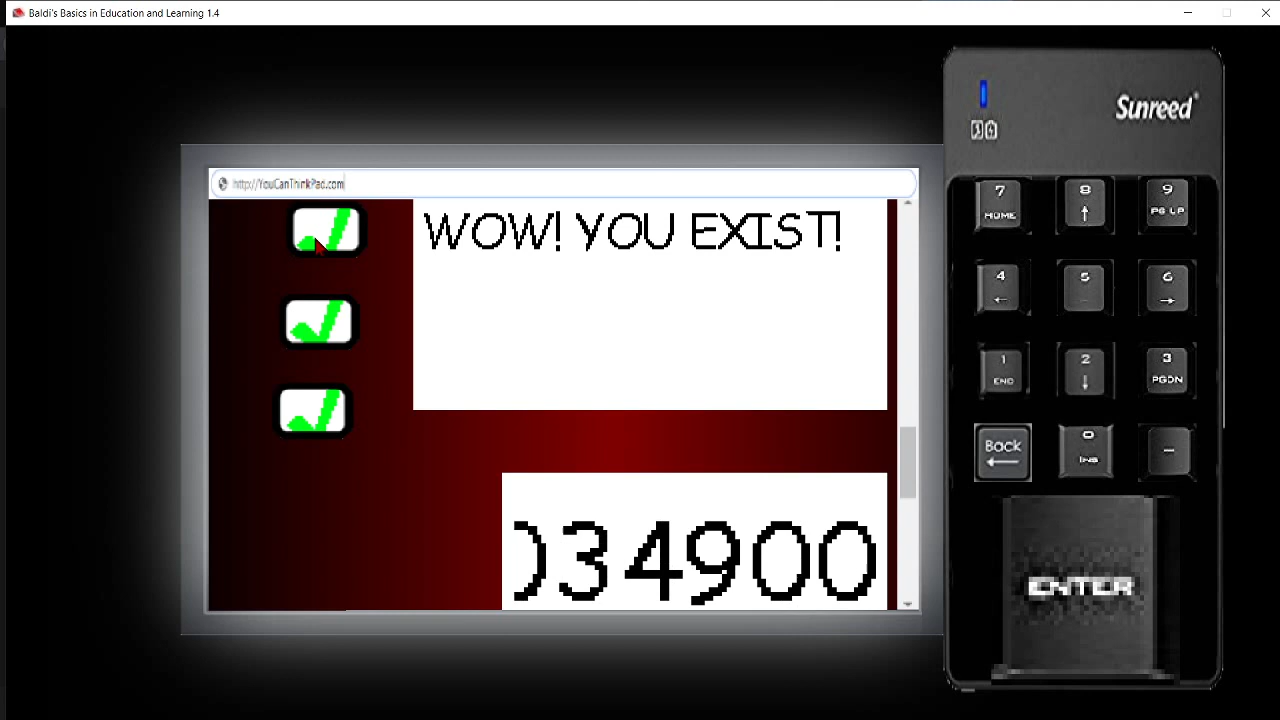 Baldi's Basics in Education and Learning 1.4
Sunreed
http://YouCanThinkPad.com
WOW! YOU EXIST!
7 8 9
HOME ↑ PG UP
4 5 6
← →
1 2 3
END ↓ PGDN
Back 0 -
← INS
034900
ENTER